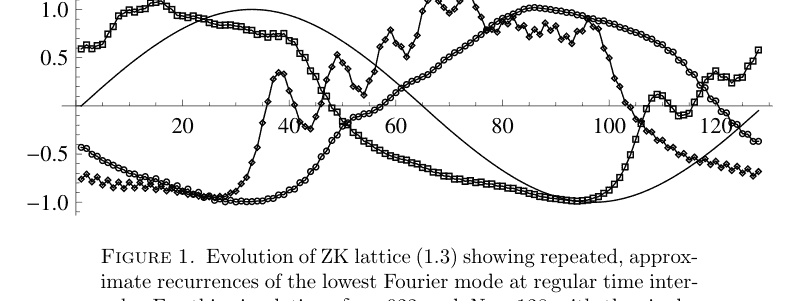 1.0
0.5
20 40 60 80 100 120
−0.5
−1.0
FIGURE 1. Evolution of ZK lattice (1.3) showing repeated, approx-
imate recurrences of the lowest Fourier mode at regular time inter-